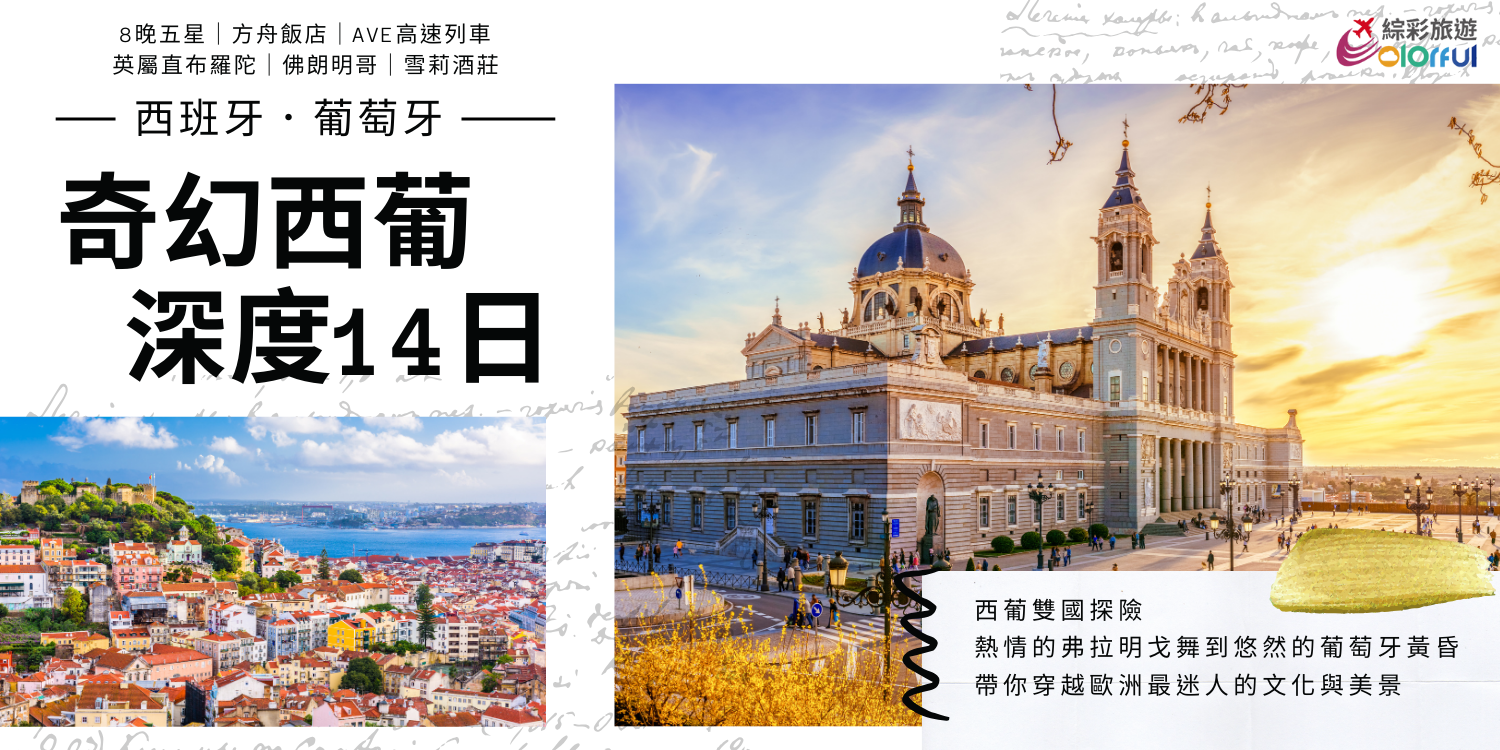 8晚五星｜方舟飯店｜AVE高速列車
英屬直布羅陀｜佛朗明哥｜雪莉酒莊
西班牙・葡萄牙
奇幻西葡
深度14日
綜彩旅遊
Colorful
西葡雙國探險
熱情的弗拉明戈舞到悠然的葡萄牙黃昏
帶你穿越歐洲最迷人的文化與美景